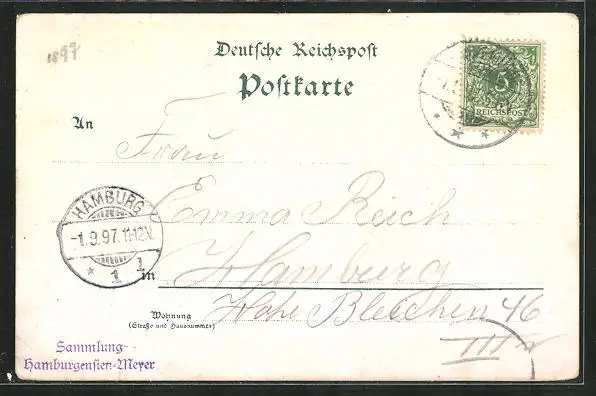 1897
Deutsche Reichspost
Postkarte
5
REICHSPOST
An
Frau
Emma Reich
HAMBURG
-1.9.97.11-12V.
* 1 1
in Hamburg
Wohnung
(Straße und Hausnummer)
Hohe Bleichen 46
III
Sammlung
Hamburgensien-Meyer